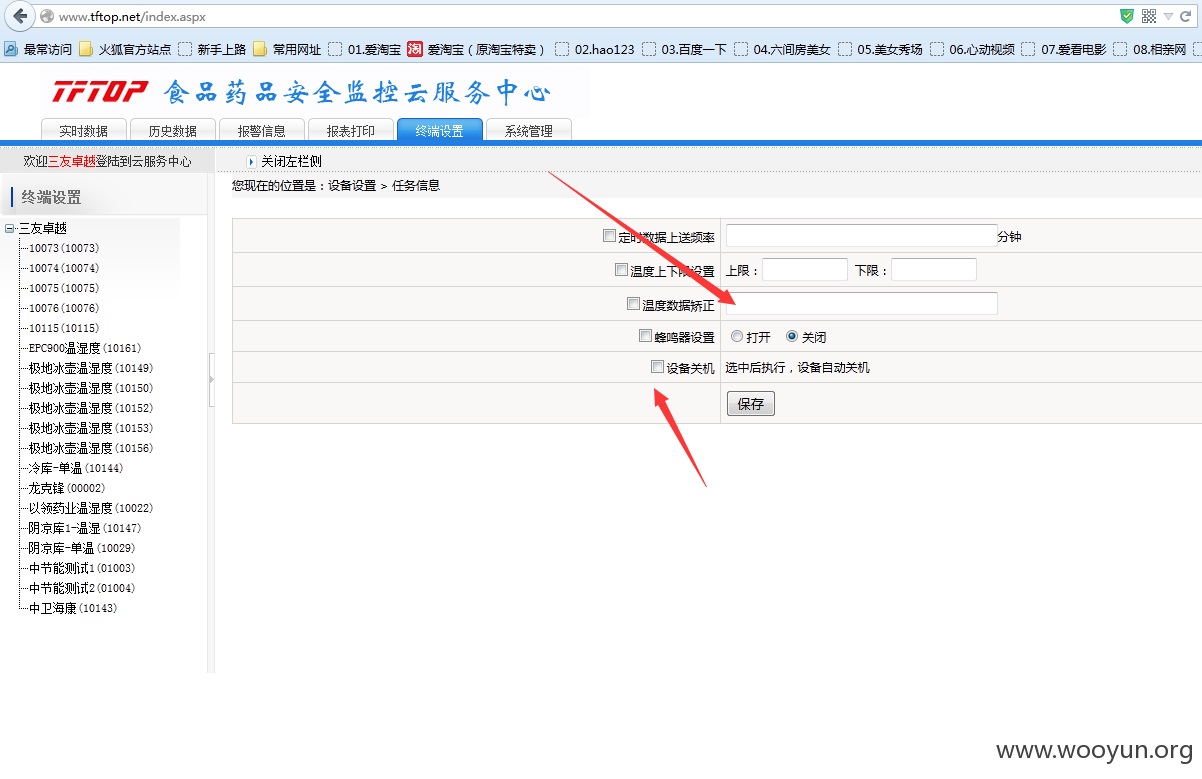 www.tftop.net/index.aspx
最常访问 火狐官方站点 新手上路 常用网址 01.爱淘宝 淘 爱淘宝（原淘宝特卖） 02.hao123 03.百度一下 04.六间房美女 05.美女秀场 06.心动视频 07.爱看电影 08.相亲网
TFTOP 食品药品安全监控云服务中心
实时数据 历史数据 报警信息 报表打印 终端设置 系统管理
欢迎三友卓越登陆到云服务中心
关闭左栏侧
您现在的位置是：设备设置 > 任务信息
终端设置
三友卓越
10073(10073)
10074(10074)
10075(10075)
10076(10076)
10115(10115)
EPC900温湿度(10161)
极地冰壶温湿度(10149)
极地冰壶温湿度(10150)
极地冰壶温湿度(10152)
极地冰壶温湿度(10153)
极地冰壶温湿度(10156)
冷库-单温(10144)
龙克锋(00002)
以领药业温湿度(10022)
阴凉库1-温湿(10147)
阴凉库-单温(10029)
中节能测试1(01003)
中节能测试2(01004)
中卫海康(10143)
定时数据上送频率 分钟
温度上下限设置 上限： 下限：
温度数据矫正
蜂鸣器设置 打开 关闭
设备关机 选中后执行，设备自动关机
保存
www.wooyun.org